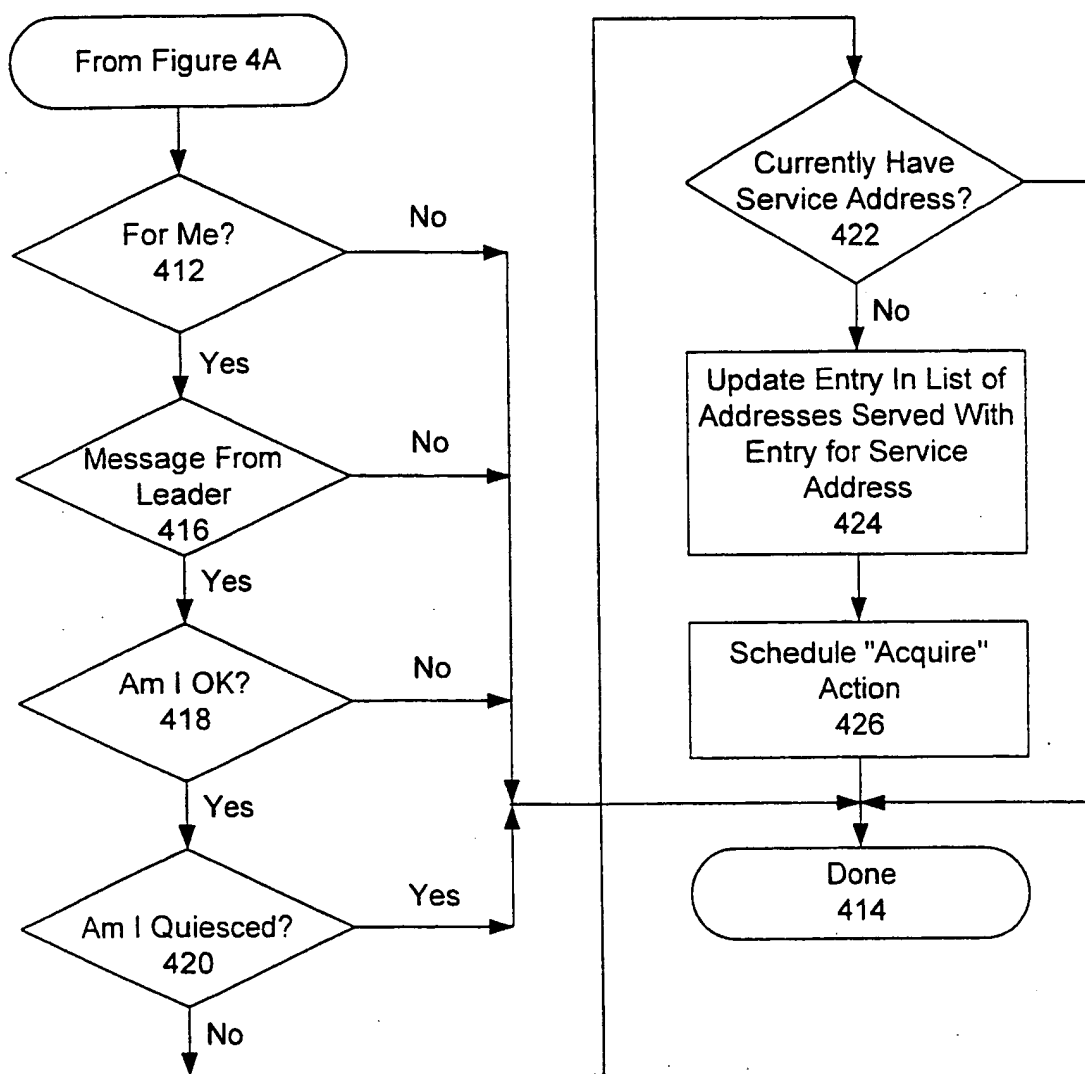 From Figure 4A
For Me?
412
No
Yes
Message From
Leader
416
No
Yes
Am I OK?
418
No
Yes
Am I Quiesced?
420
Yes
No
Currently Have
Service Address?
422
No
Update Entry In List of
Addresses Served With
Entry for Service
Address
424
Schedule "Acquire"
Action
426
Done
414